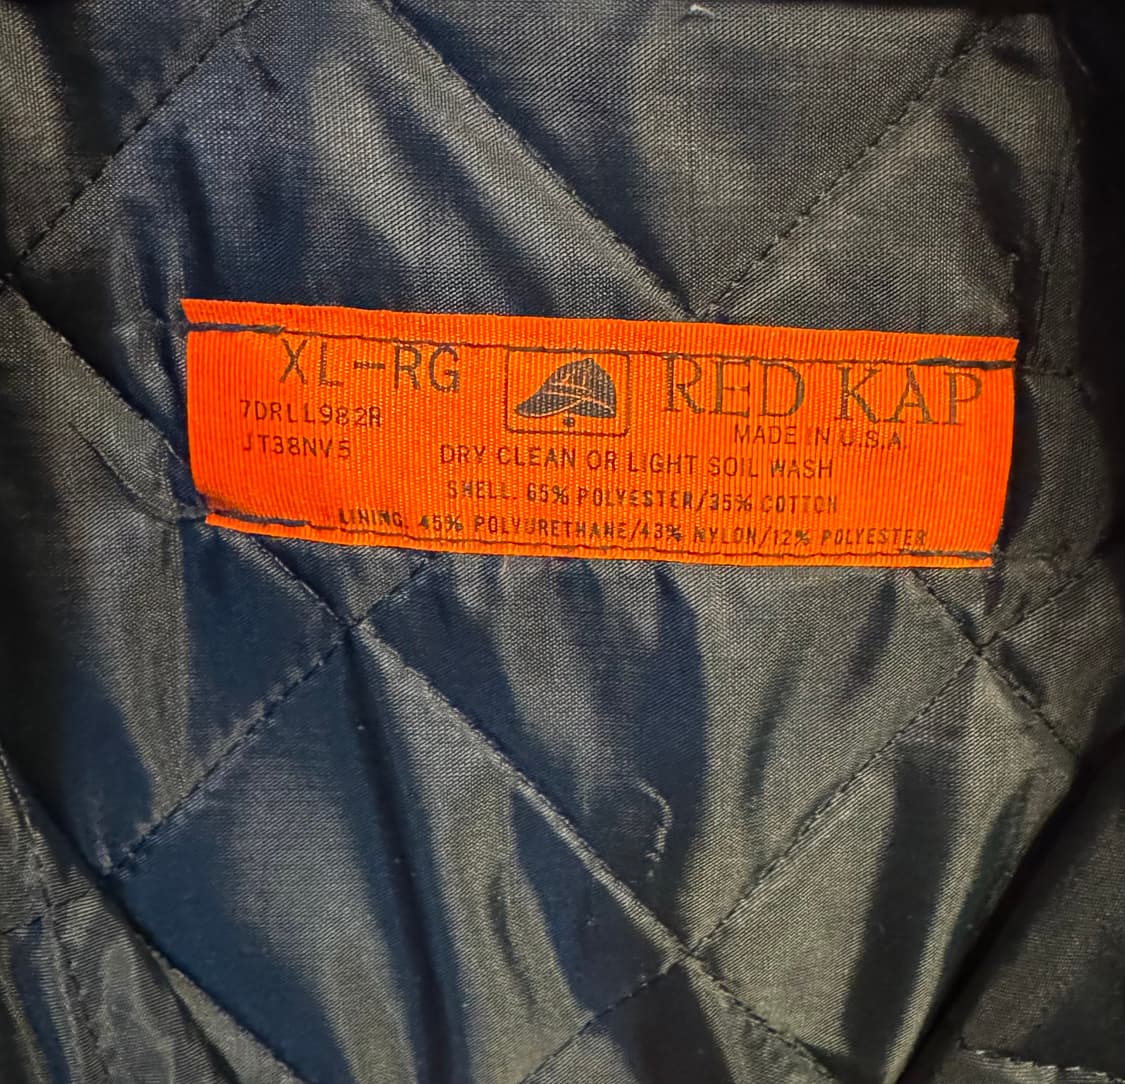 XL-RG
RED KAP
7DRLL982R
MADE IN U.S.A.
JT38NV5
DRY CLEAN OR LIGHT SOIL WASH
SHELL. 65% POLYESTER/35% COTTON
LINING. 45% POLYURETHANE/43% NYLON/12% POLYESTER